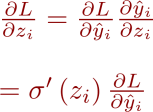 ∂L/∂z_i = ∂L/∂ŷ_i ∂ŷ_i/∂z_i
= σ′ (z_i) ∂L/∂ŷ_i